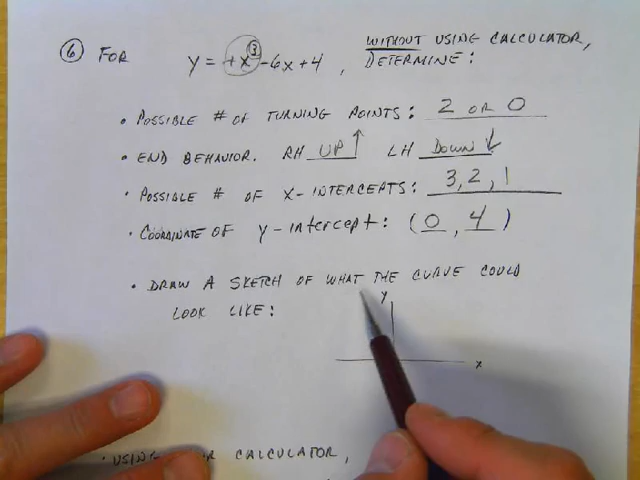 ⑥ FOR y = +x³-6x+4, WITHOUT USING CALCULATOR,
DETERMINE:
• POSSIBLE # OF TURNING POINTS: 2 OR 0
• END BEHAVIOR. RH UP ↑ LH DOWN ↓
• POSSIBLE # OF X-INTERCEPTS: 3, 2, 1
• COORDINATE OF Y-INTERCEPT: (0, 4)
• DRAW A SKETCH OF WHAT THE CURVE COULD
LOOK LIKE:
y
x
• USING CALCULATOR,